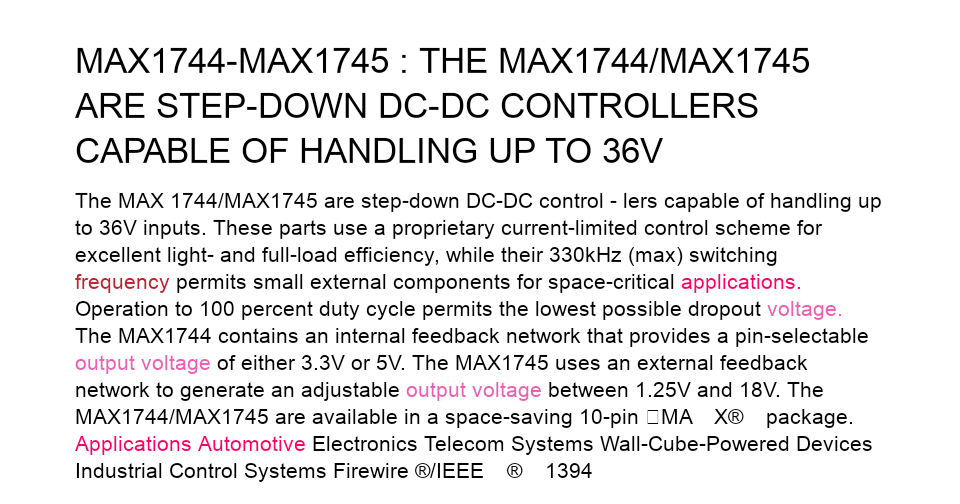 MAX1744-MAX1745 : THE MAX1744/MAX1745
ARE STEP-DOWN DC-DC CONTROLLERS
CAPABLE OF HANDLING UP TO 36V
The MAX 1744/MAX1745 are step-down DC-DC control - lers capable of handling up
to 36V inputs. These parts use a proprietary current-limited control scheme for
excellent light- and full-load efficiency, while their 330kHz (max) switching
frequency permits small external components for space-critical applications.
Operation to 100 percent duty cycle permits the lowest possible dropout voltage.
The MAX1744 contains an internal feedback network that provides a pin-selectable
output voltage of either 3.3V or 5V. The MAX1745 uses an external feedback
network to generate an adjustable output voltage between 1.25V and 18V. The
MAX1744/MAX1745 are available in a space-saving 10-pin □MA X® package.
Applications Automotive Electronics Telecom Systems Wall-Cube-Powered Devices
Industrial Control Systems Firewire ®/IEEE ® 1394